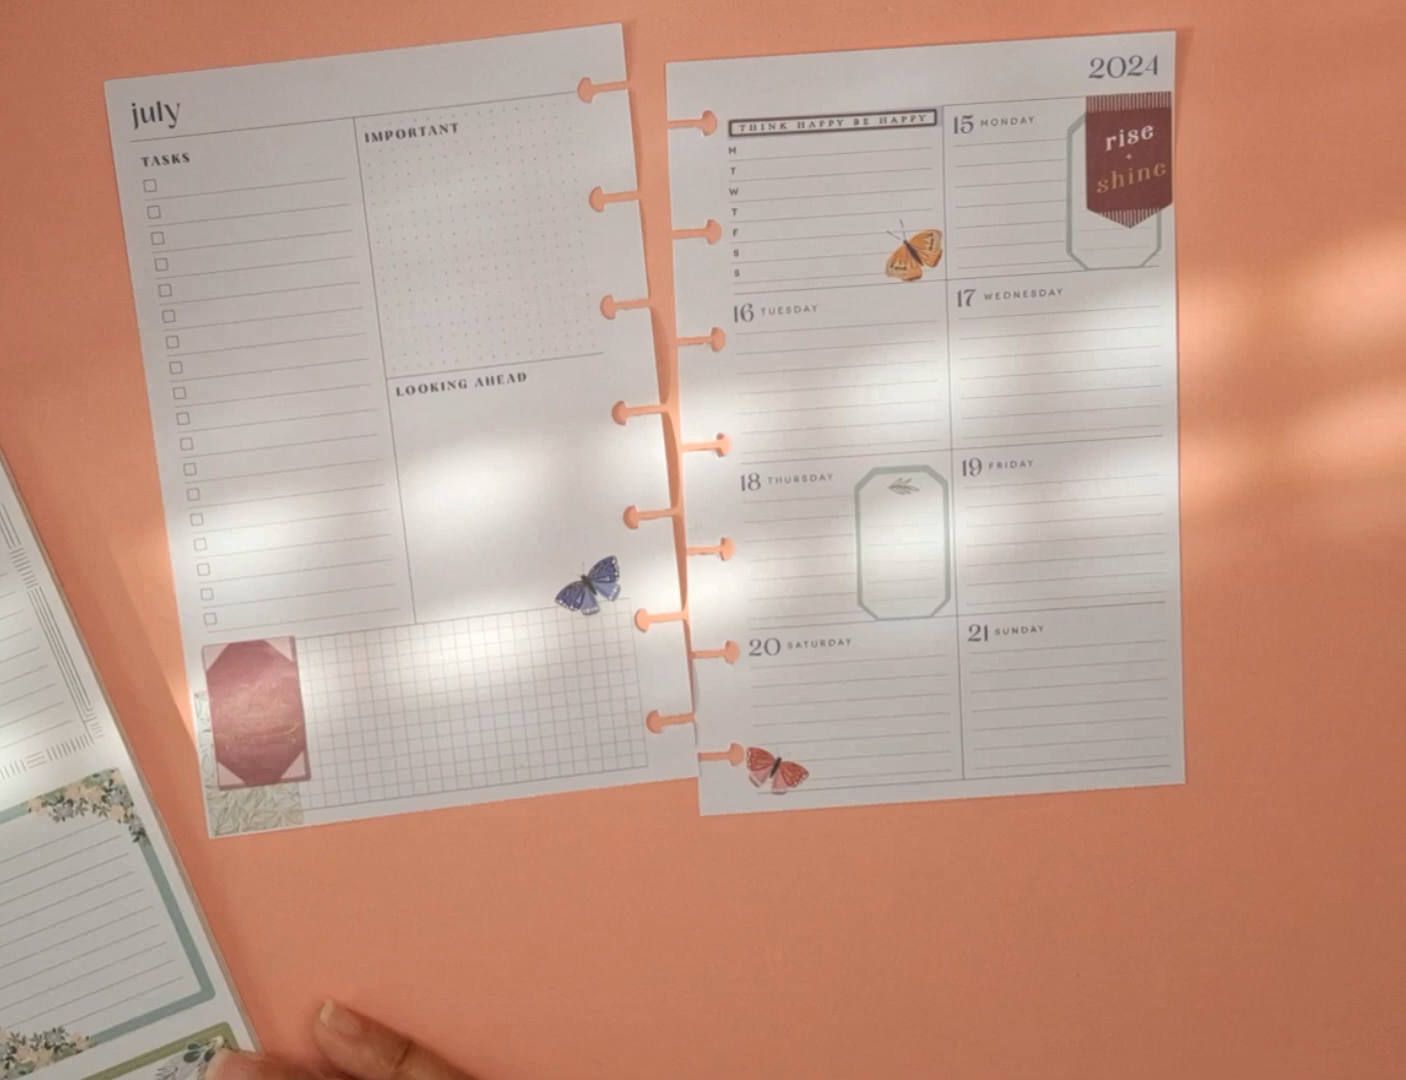 july
TASKS
IMPORTANT
LOOKING AHEAD
2024
THINK HAPPY BE HAPPY
M
T
W
T
F
S
S
15 MONDAY
rise
shine
16 TUESDAY
17 WEDNESDAY
18 THURSDAY
19 FRIDAY
20 SATURDAY
21 SUNDAY